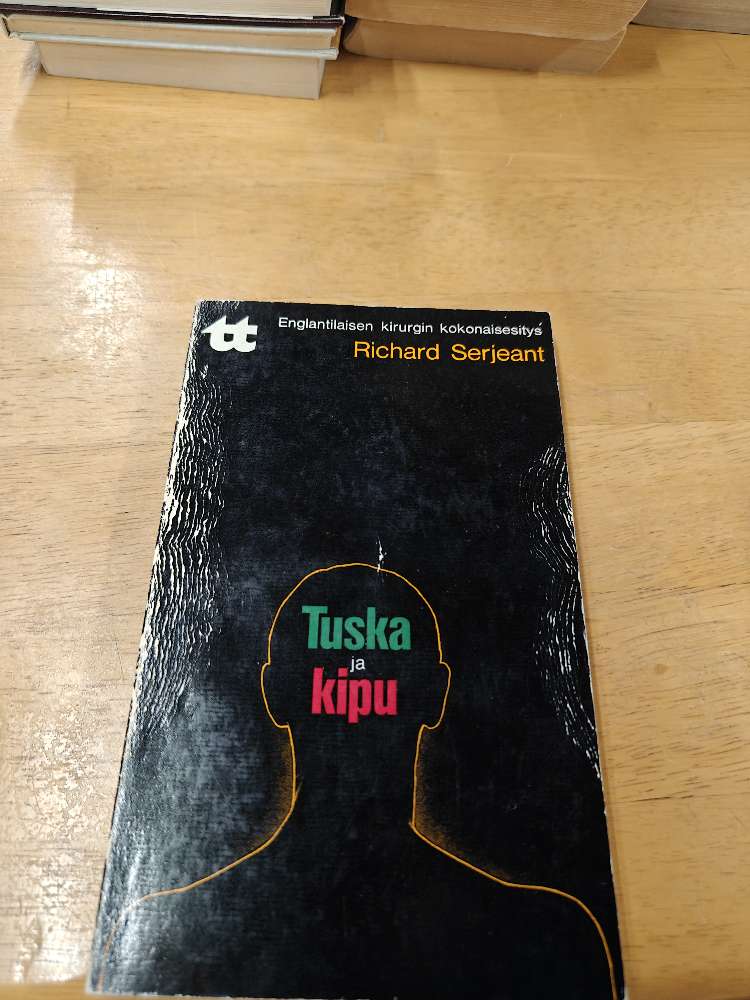 tt
Englantilaisen kirurgin kokonaisesitys
Richard Serjeant
Tuska
ja
kipu